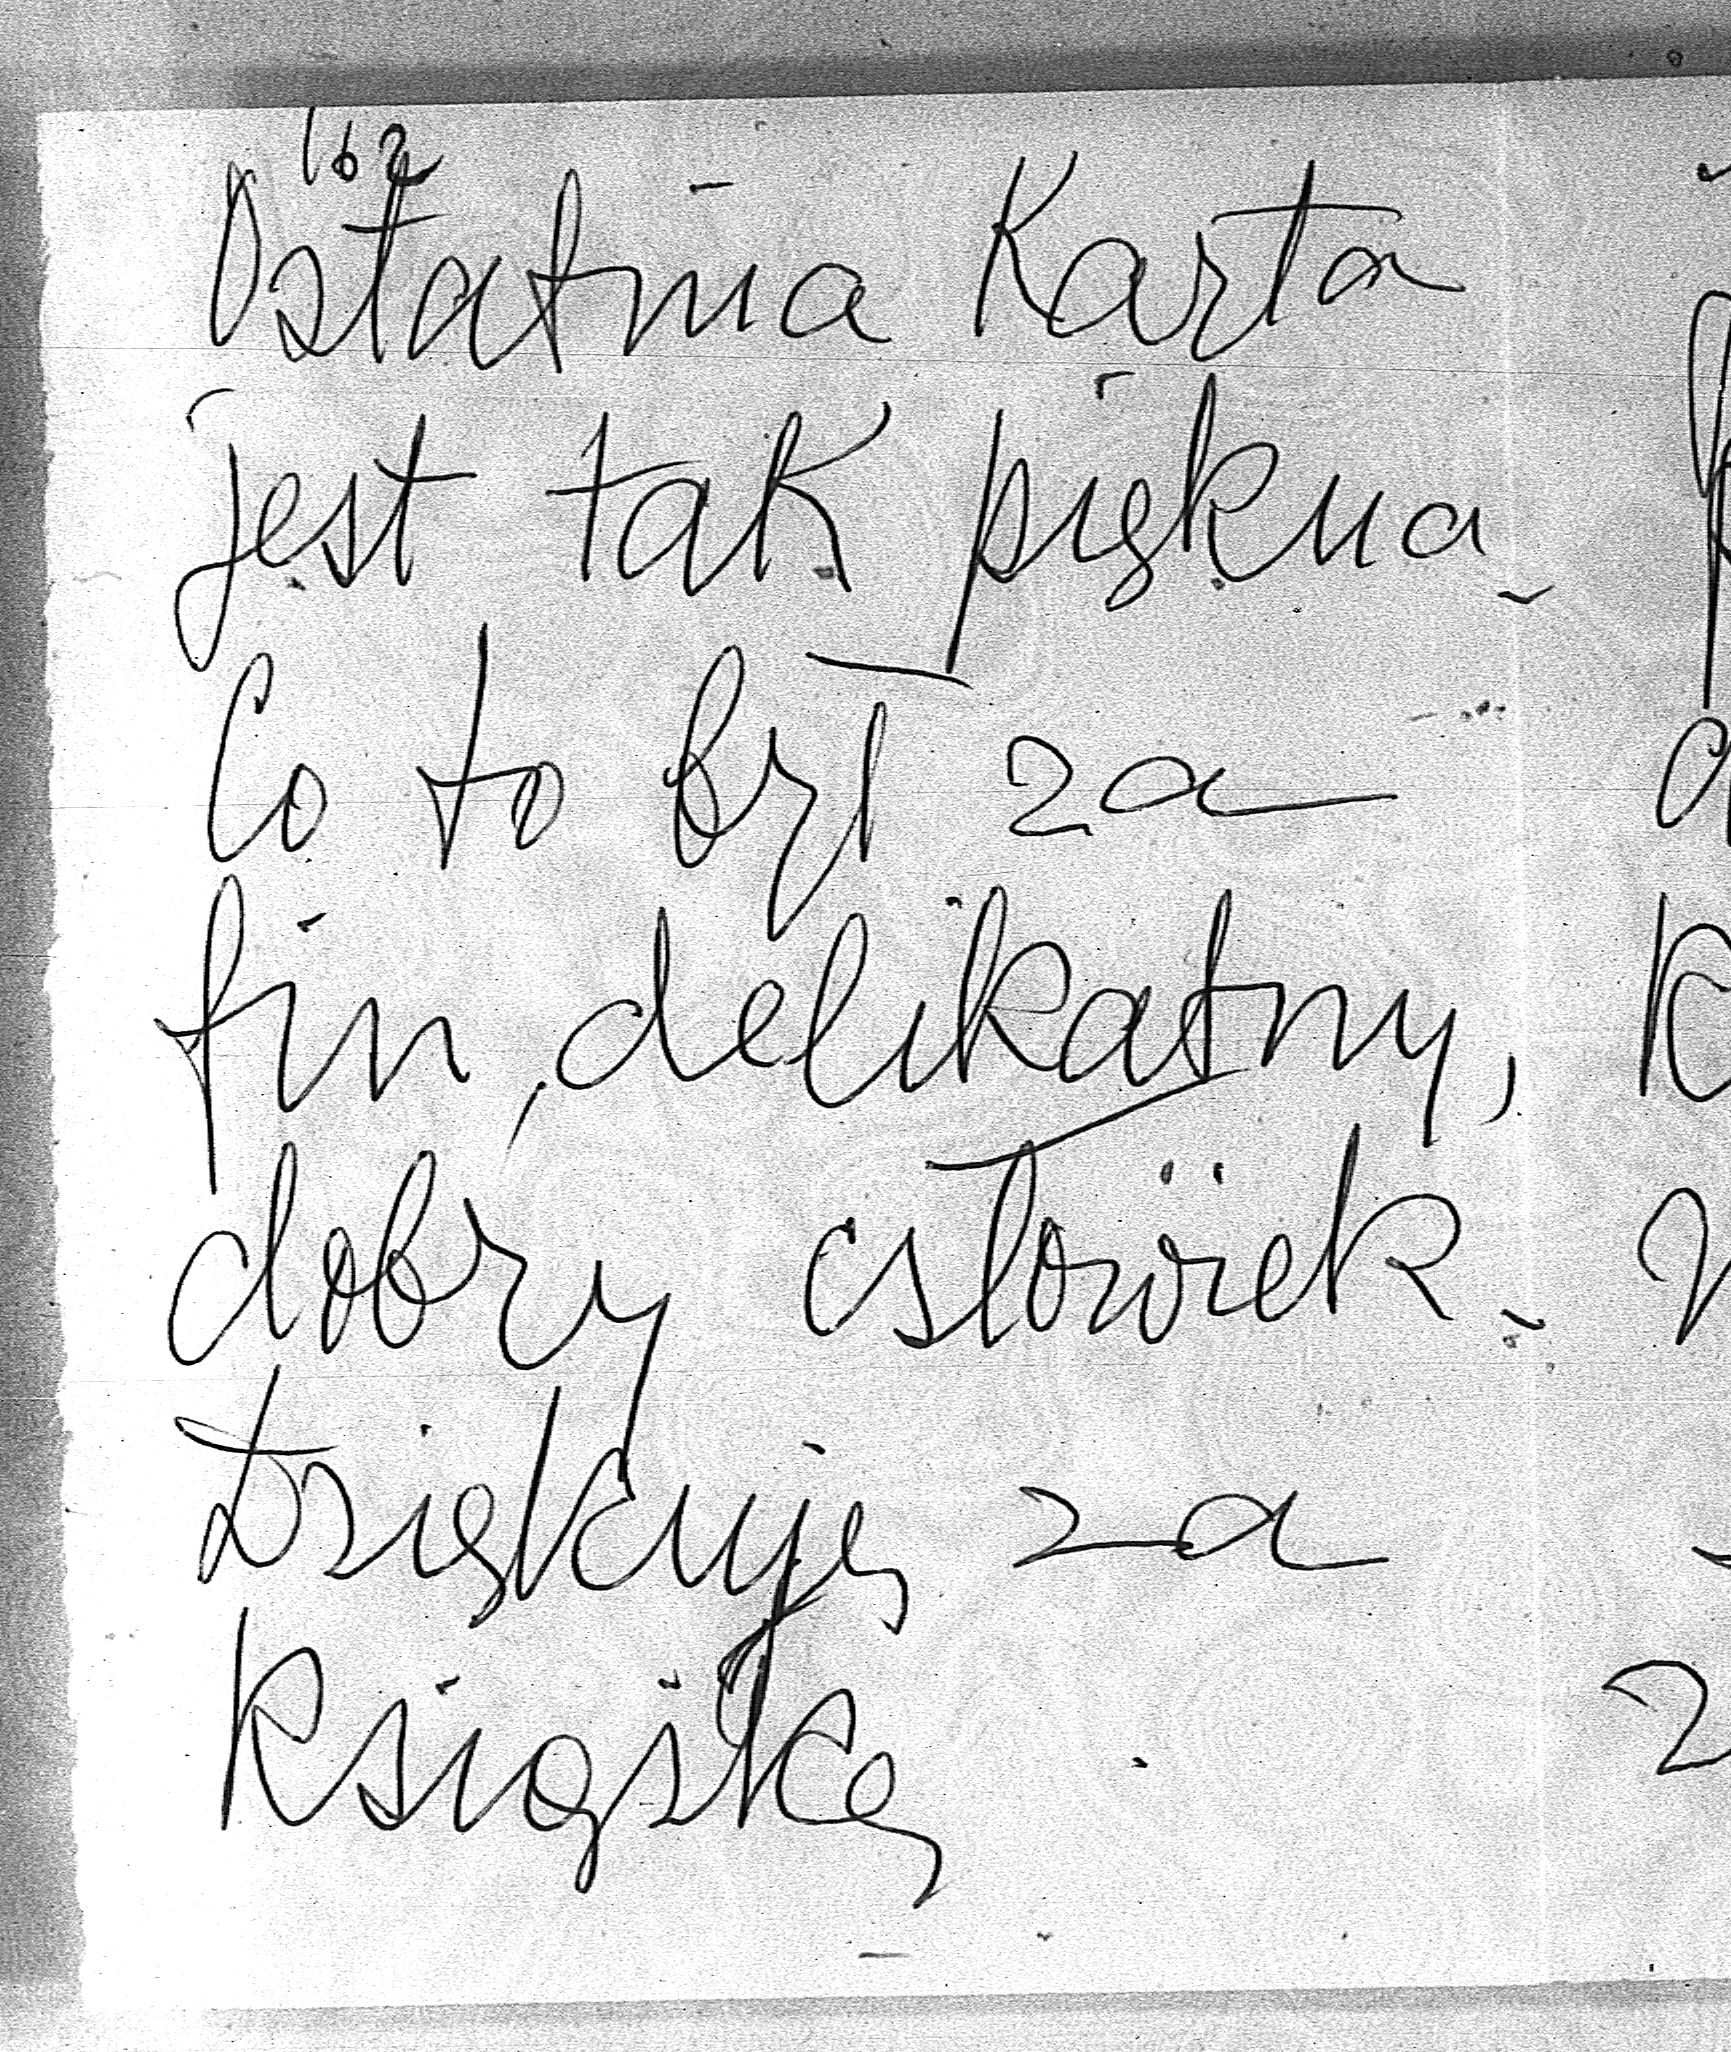 162
Ostatnia Karta
jest tak piękna.
Co to był za
fin, delikatny,
dobry człowiek.
Dziękuję za
Książkę